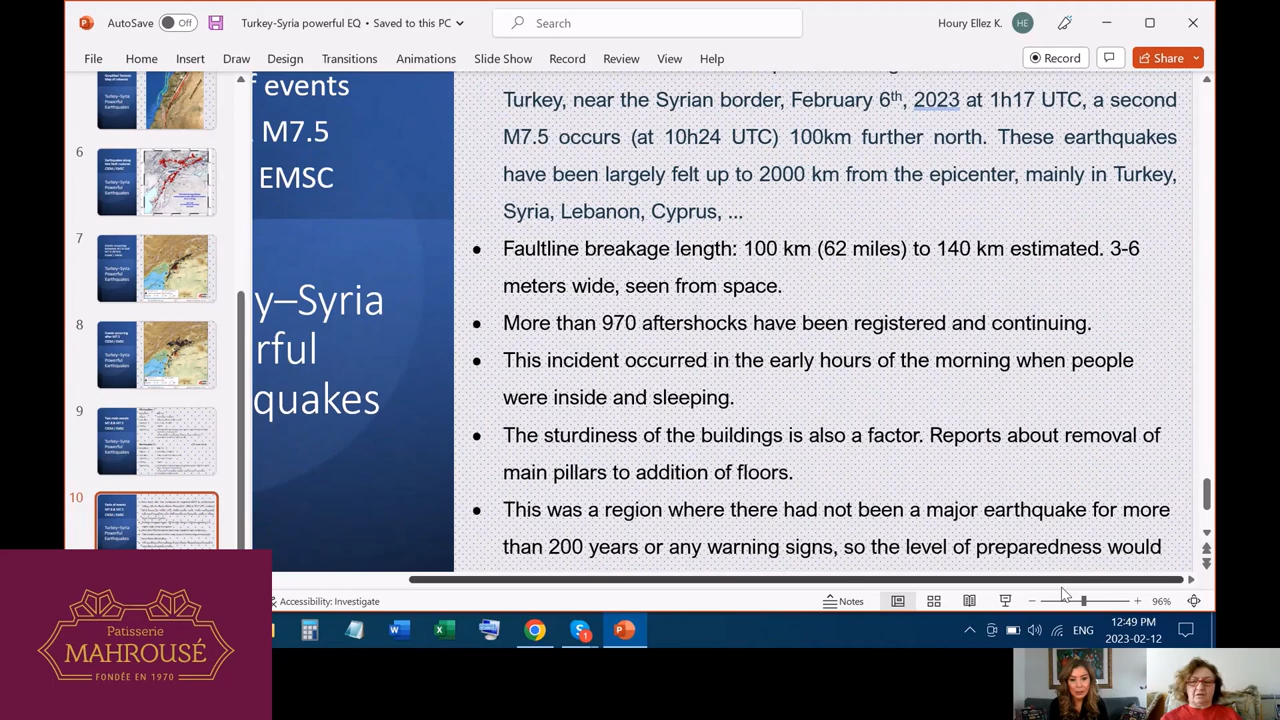 AutoSave Off Turkey-Syria powerful EQ • Saved to this PC Search Houry Ellez K. HE
File Home Insert Draw Design Transitions Animations Slide Show Record Review View Help Record Share
6
7
8
9
10
events
M7.5
EMSC
y–Syria
rful
quakes
Turkey, near the Syrian border, February 6th, 2023 at 1h17 UTC, a second
M7.5 occurs (at 10h24 UTC) 100km further north. These earthquakes
have been largely felt up to 2000 km from the epicenter, mainly in Turkey,
Syria, Lebanon, Cyprus, ...
• Faultline breakage length: 100 km (62 miles) to 140 km estimated. 3-6
meters wide, seen from space.
• More than 970 aftershocks have been registered and continuing.
• This incident occurred in the early hours of the morning when people
were inside and sleeping.
• The sturdiness of the buildings is also a factor. Reports about removal of
main pillars to addition of floors.
• This was a region where there had not been a major earthquake for more
than 200 years or any warning signs, so the level of preparedness would
Accessibility: Investigate Notes 96%
ENG 12:49 PM
2023-02-12
Patisserie
MAHROUSÉ
FONDÉE EN 1970